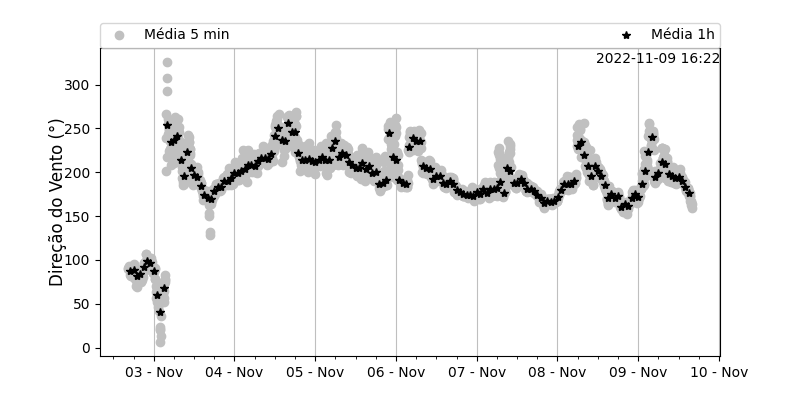 Média 5 min
Média 1h
2022-11-09 16:22
Direção do Vento (°)
300
250
200
150
100
50
0
03 - Nov
04 - Nov
05 - Nov
06 - Nov
07 - Nov
08 - Nov
09 - Nov
10 - Nov